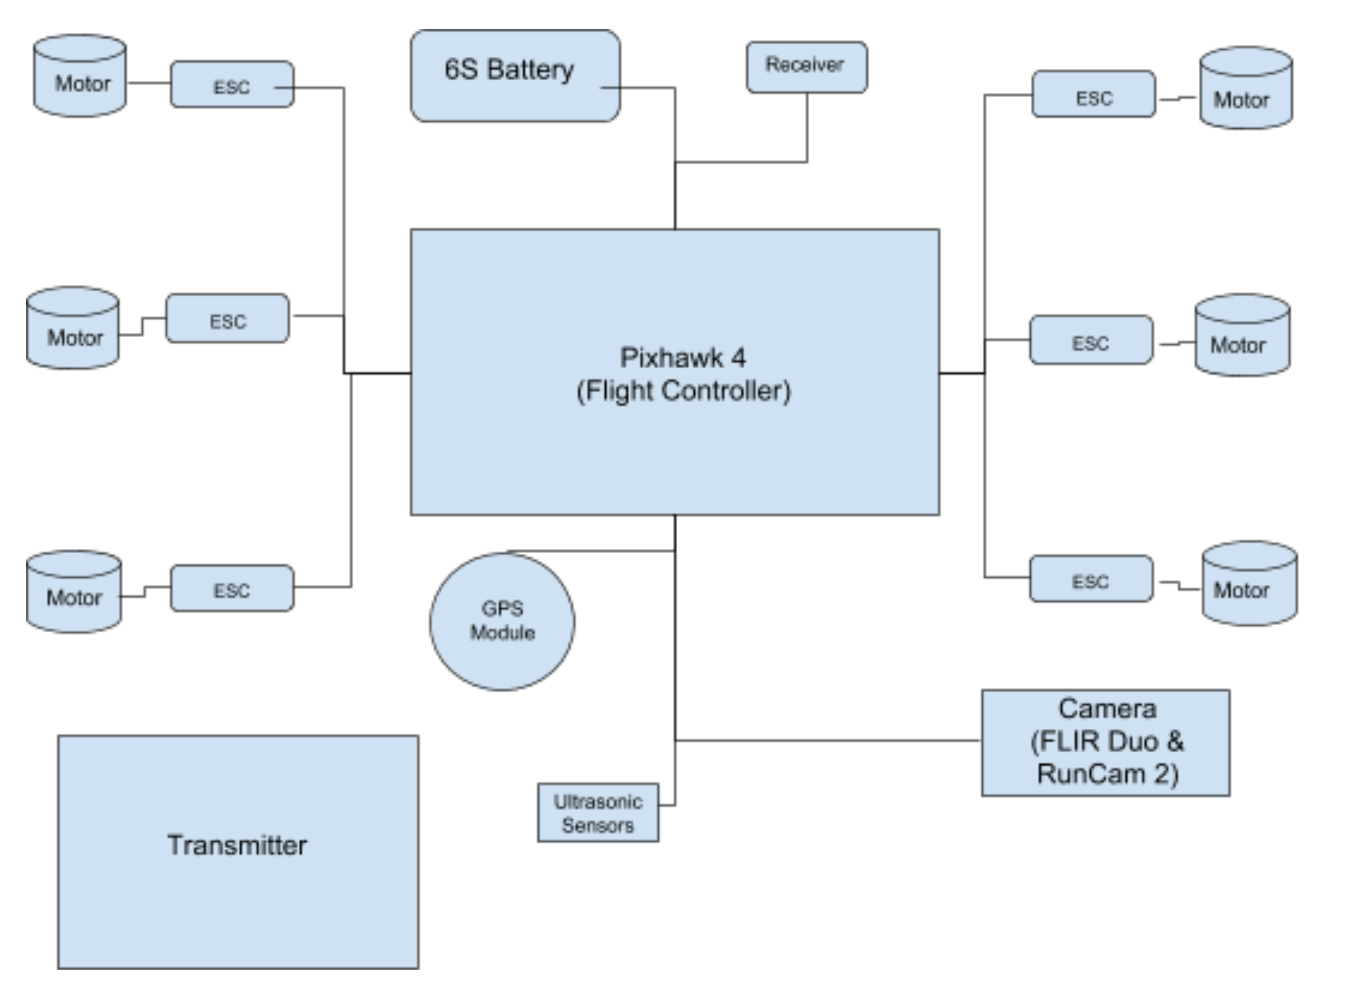 Motor
ESC
6S Battery
Receiver
ESC
Motor
Motor
ESC
Pixhawk 4
(Flight Controller)
ESC
Motor
Motor
ESC
GPS
Module
ESC
Motor
Camera
(FLIR Duo &
RunCam 2)
Ultrasonic
Sensors
Transmitter